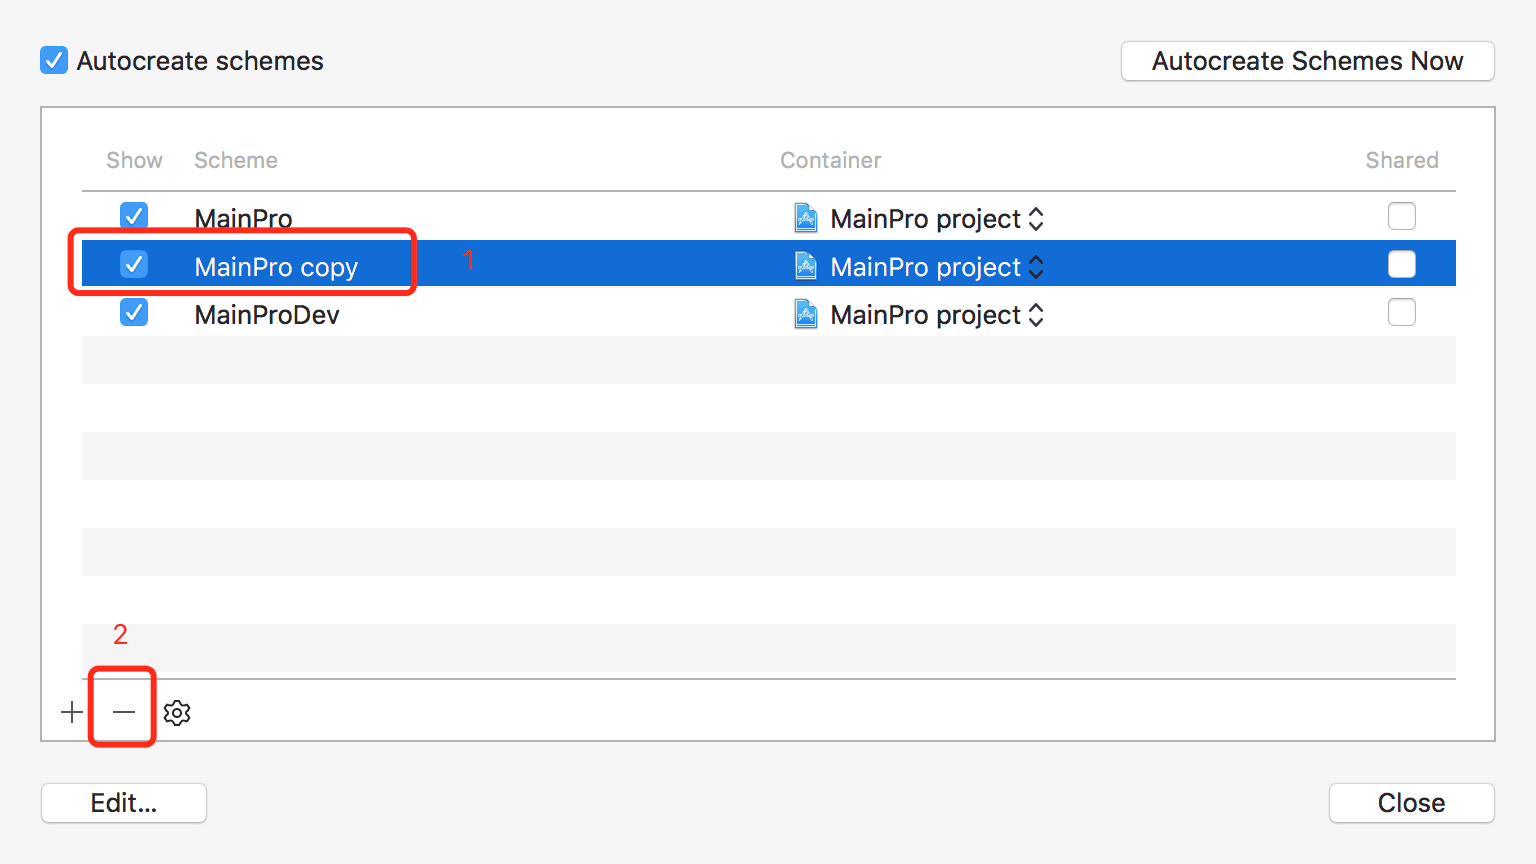 Autocreate schemes
Autocreate Schemes Now
Show Scheme Container Shared
MainPro MainPro project
MainPro copy 1 MainPro project
MainProDev MainPro project
2
Edit...
Close